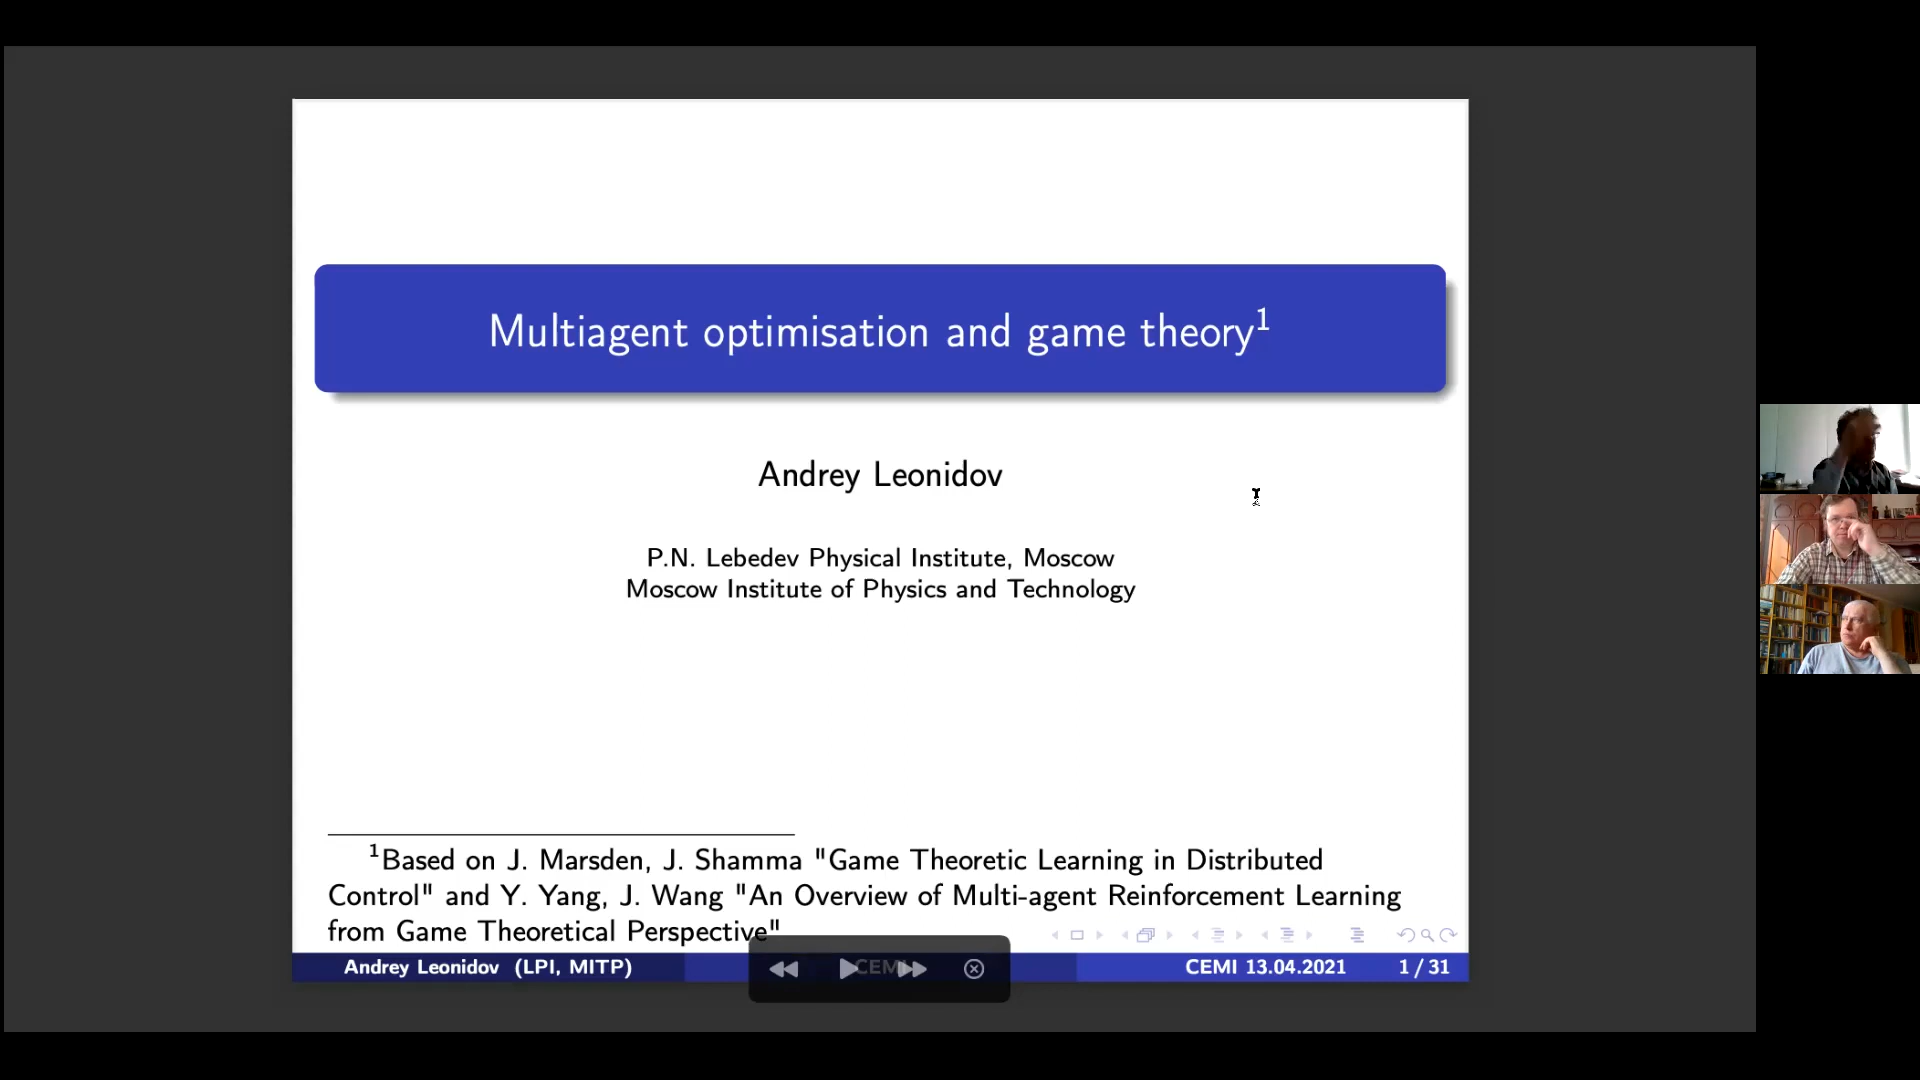 Multiagent optimisation and game theory¹
Andrey Leonidov
P.N. Lebedev Physical Institute, Moscow
Moscow Institute of Physics and Technology
¹Based on J. Marsden, J. Shamma "Game Theoretic Learning in Distributed
Control" and Y. Yang, J. Wang "An Overview of Multi-agent Reinforcement Learning
from Game Theoretical Perspective"
Andrey Leonidov (LPI, MITP) CEMI CEMI 13.04.2021 1 / 31